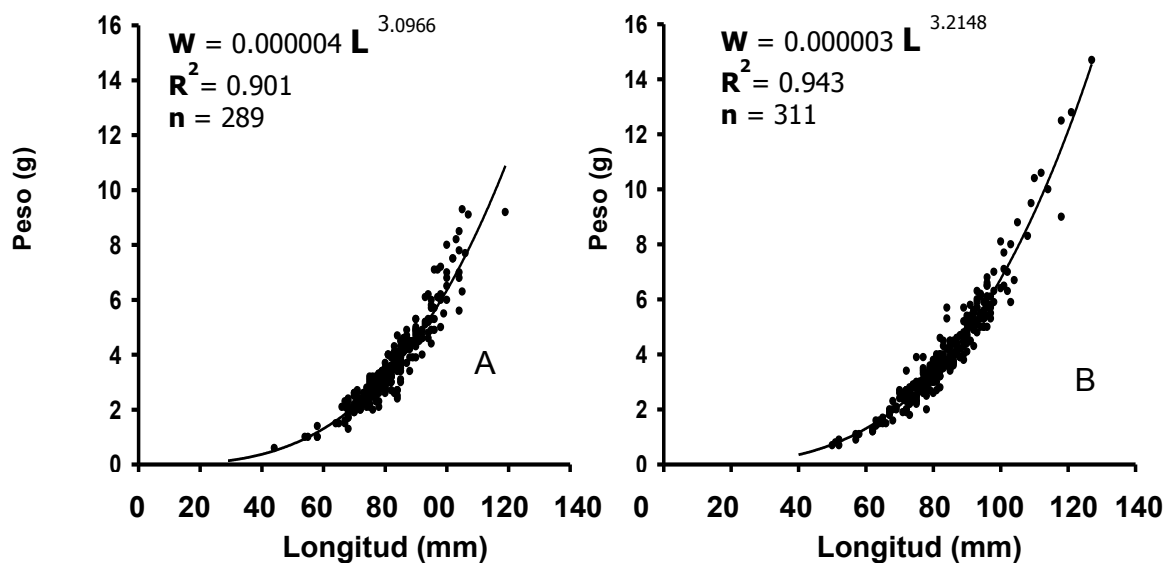 W = 0.000004 L 3.0966
R2 = 0.901
n = 289
16
14
12
10
8
6
4
2
0
Peso (g)
A
0 20 40 60 80 00 120 140
Longitud (mm)
W = 0.000003 L 3.2148
R2 = 0.943
n = 311
16
14
12
10
8
6
4
2
0
Peso (g)
B
0 20 40 60 80 100 120 140
Longitud (mm)